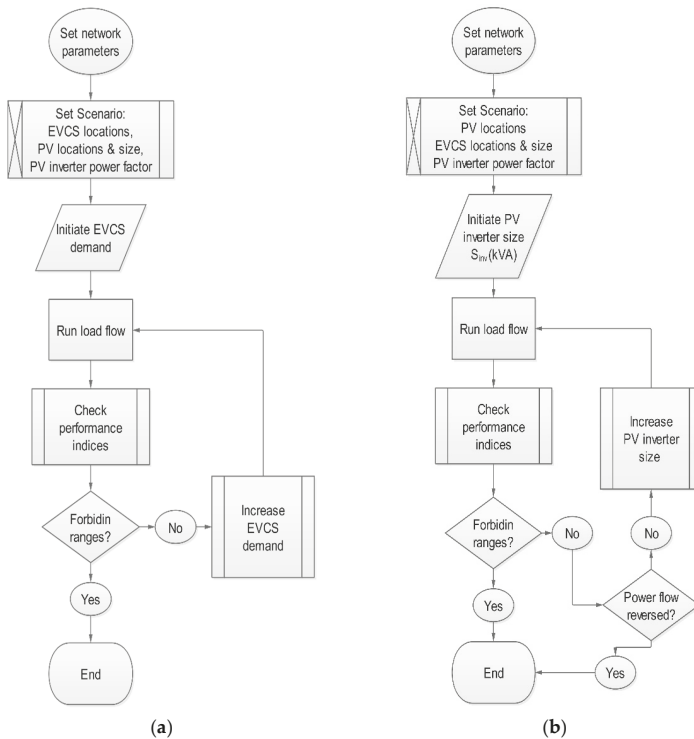 Set network
parameters
Set Scenario:
EVCS locations,
PV locations & size,
PV inverter power factor
Initiate EVCS
demand
Run load flow
Check
performance
indices
Forbidin
ranges?
No
Increase
EVCS
demand
Yes
End
(a)
Set network
parameters
Set Scenario:
PV locations
EVCS locations & size
PV inverter power factor
Initiate PV
inverter size
Sinv(kVA)
Run load flow
Check
performance
indices
Increase
PV inverter
size
Forbidin
ranges?
No
No
Power flow
reversed?
Yes
Yes
End
(b)